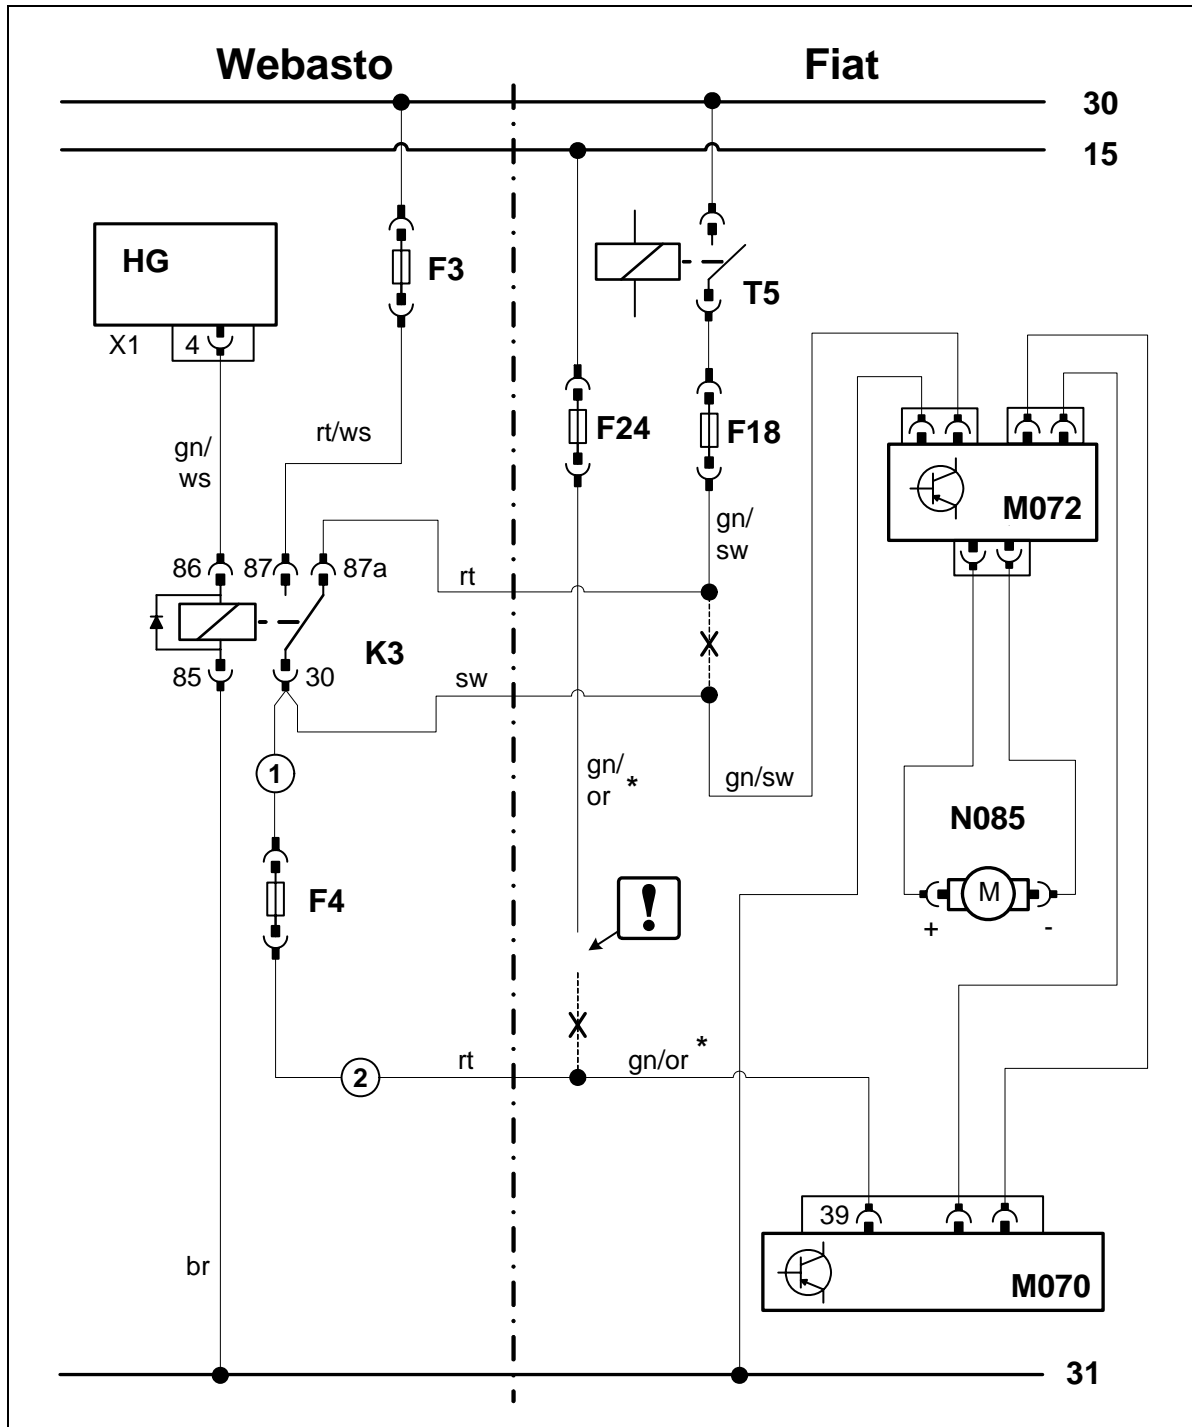 Webasto
Fiat
30
15
HG
F3
T5
X1
4
gn/
ws
rt/ws
F24
F18
M072
gn/
sw
86
87
87a
rt
K3
85
30
sw
1
gn/
or *
gn/sw
N085
F4
!
M
+
-
2
rt
gn/or *
39
br
M070
31